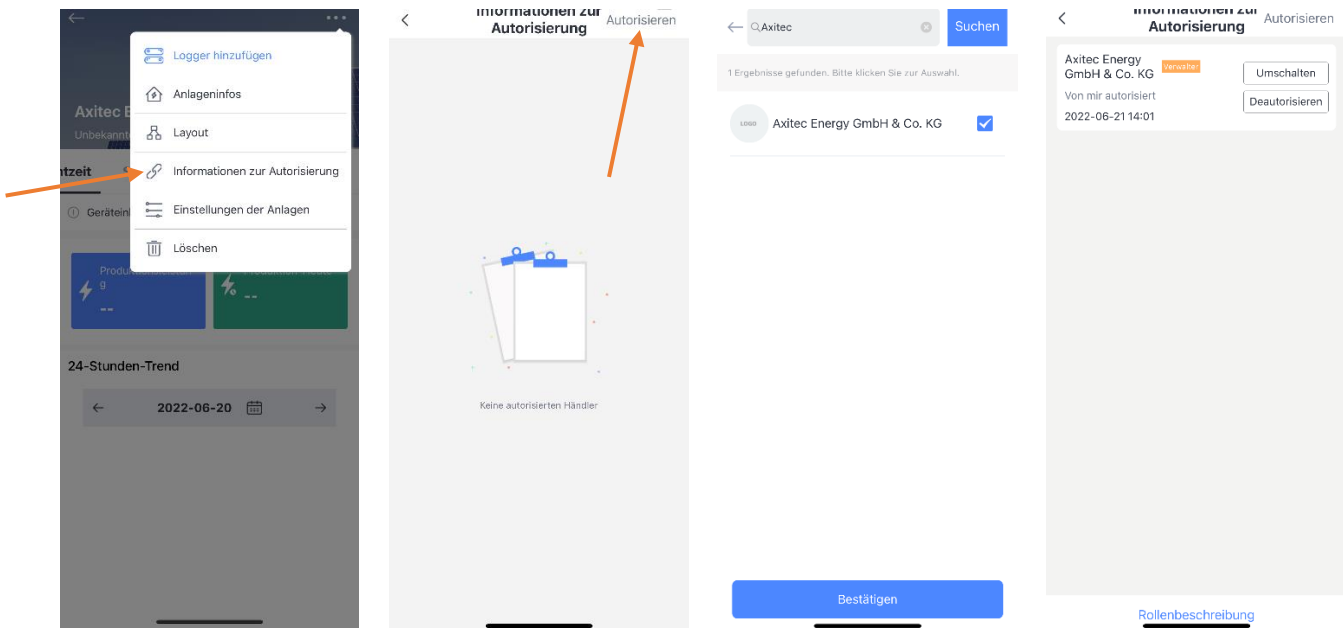 Logger hinzufügen
Anlageninfos
Axitec
Layout
Informationen zur Autorisierung
Einstellungen der Anlagen
Löschen
g
--
--
24-Stunden-Trend
2022-06-20
Informationen zur
Autorisierung
Autorisieren
Keine autorisierten Händler
Axitec
Suchen
1 Ergebnisse gefunden. Bitte klicken Sie zur Auswahl.
LOGO
Axitec Energy GmbH & Co. KG
Bestätigen
Informationen zur
Autorisierung
Autorisieren
Axitec Energy
GmbH & Co. KG
Verwalter
Umschalten
Von mir autorisiert
Deautorisieren
2022-06-21 14:01
Rollenbeschreibung